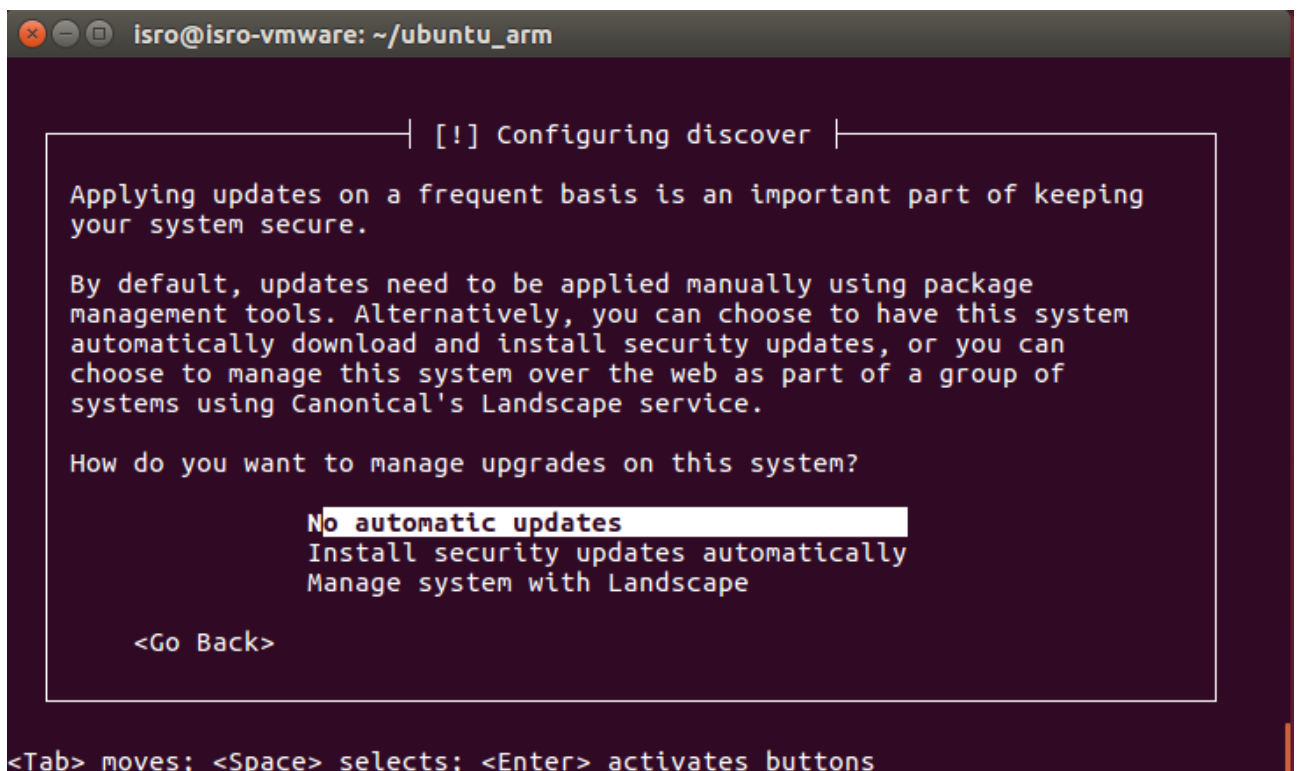 isro@isro-vmware: ~/ubuntu_arm
[!] Configuring discover
Applying updates on a frequent basis is an important part of keeping
your system secure.
By default, updates need to be applied manually using package
management tools. Alternatively, you can choose to have this system
automatically download and install security updates, or you can
choose to manage this system over the web as part of a group of
systems using Canonical's Landscape service.
How do you want to manage upgrades on this system?
No automatic updates
Install security updates automatically
Manage system with Landscape
<Go Back>
<Tab> moves; <Space> selects; <Enter> activates buttons